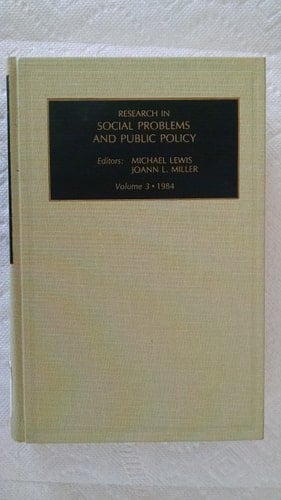 RESEARCH IN
SOCIAL PROBLEMS
AND PUBLIC POLICY
Editors: MICHAEL LEWIS
JOANN L. MILLER
Volume 3 • 1984